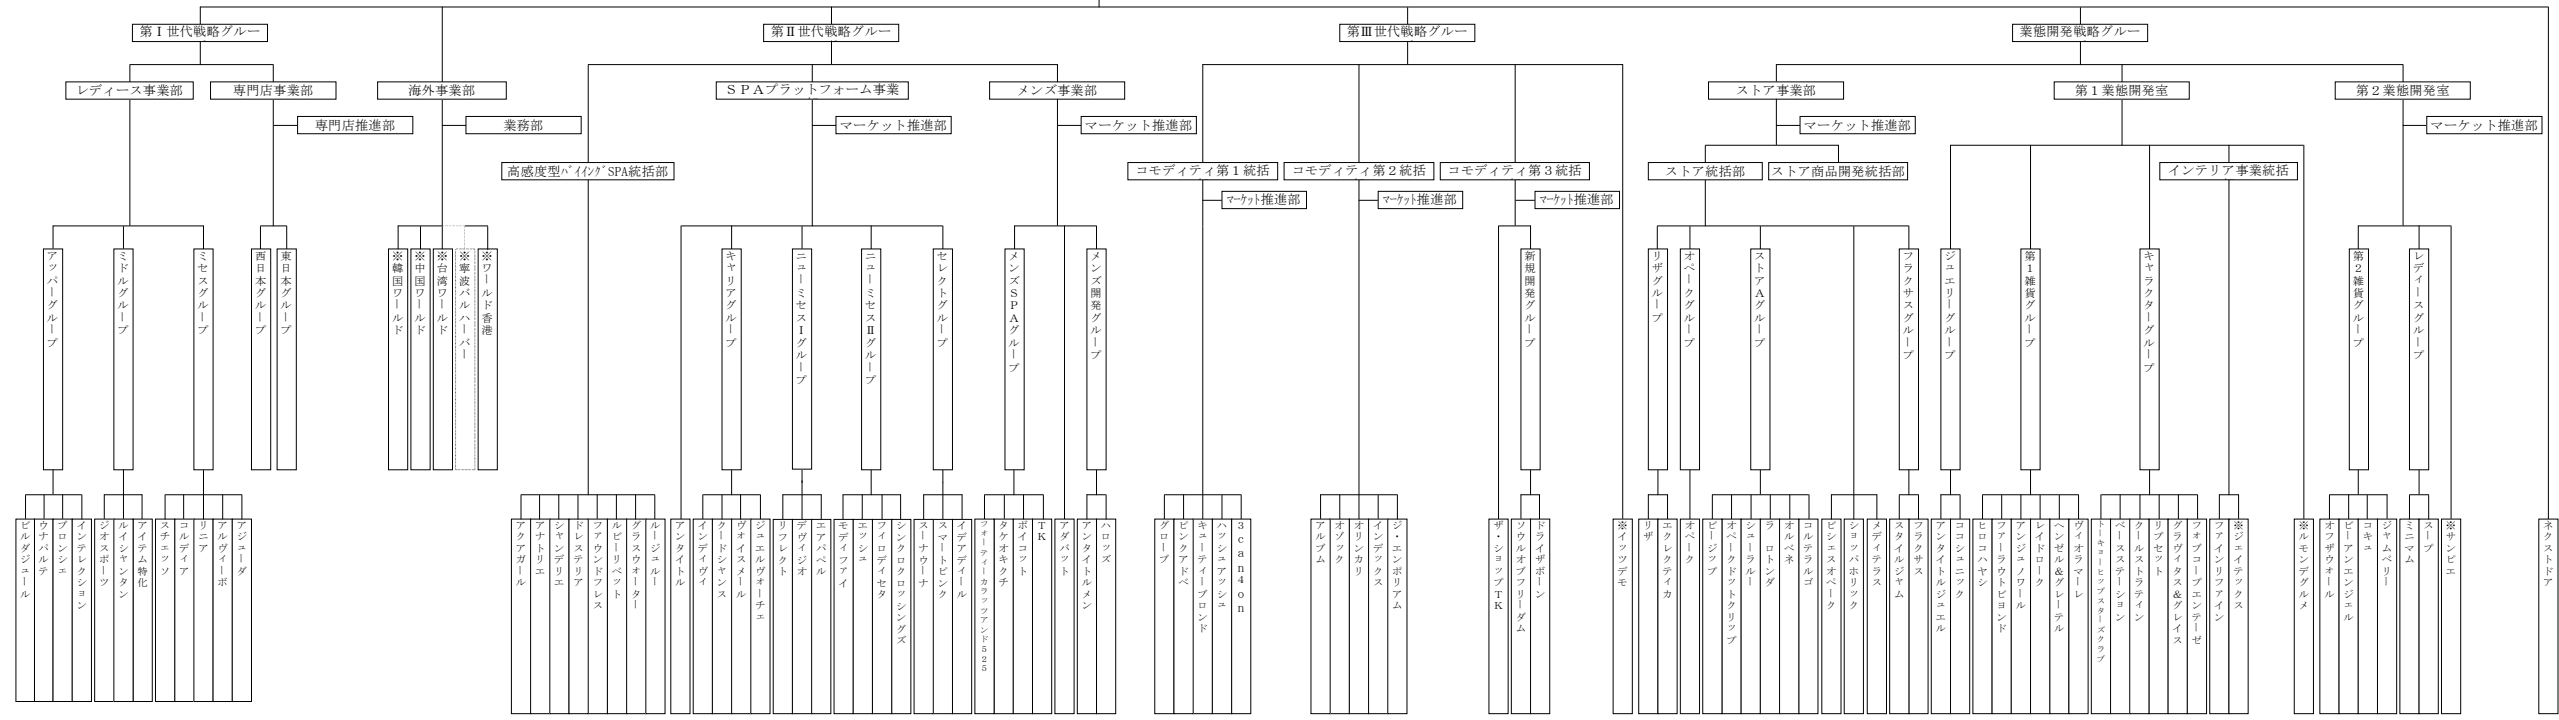 第Ⅰ世代戦略グルー
第Ⅱ世代戦略グルー
第Ⅲ世代戦略グルー
業態開発戦略グルー
レディース事業部
専門店事業部
海外事業部
ＳＰＡプラットフォーム事業
メンズ事業部
ストア事業部
第１業態開発室
第２業態開発室
専門店推進部
業務部
マーケット推進部
マーケット推進部
マーケット推進部
マーケット推進部
高感度型ﾊﾞｲｲﾝｸﾞSPA統括部
コモディティ第１統括
コモディティ第２統括
コモディティ第３統括
ストア統括部
ストア商品開発統括部
インテリア事業統括
ﾏｰｹｯﾄ推進部
ﾏｰｹｯﾄ推進部
ﾏｰｹｯﾄ推進部
アッパーグループ
ミドルグループ
ミセスグループ
西日本グループ
東日本グループ
※韓国ワールド
※中国ワールド
※台湾ワールド
※寧波バルハーバー
※ワールド香港
キャリアグループ
ニューミセスⅠグループ
ニューミセスⅡグループ
セレクトグループ
メンズＳＰＡグループ
メンズ開発グループ
新規開発グループ
リザグループ
オペークグループ
ストアＡグループ
フラクサスグループ
ジュエリーグループ
第１雑貨グループ
キャラクターグループ
第２雑貨グループ
レディースグループ
ビルダジュール
ウナバルテ
ブロンシェ
インテレクション
ジオスポーツ
ルイシャンタン
アイテム特化
スチェッソ
コルディア
リニア
アルヴィーボ
アジューダ
アクアガール
アナトリエ
シャンデリエ
ドレステリア
ファウンドフレス
ルビーリベット
グラスウォーター
ルージュルー
アンタイトル
インディヴィ
クードシャンス
ヴォイスメール
ジュエルヴォーチェ
リフレクト
デヴィジオ
エアパペル
モディファイ
エッシュ
フィロディセタ
シンクロクロッシングズ
スーナウーナ
スマートピンク
イデアディール
フォーティーカラッツアンド５２５
タケオキクチ
ボイコット
ＴＫ
アダバット
アンタイトルメン
ハロッズ
グローブ
ピンクアドベ
キューティーブロンド
ハッシュアッシュ
３ｃａｎ４ｏｎ
アルブム
オゾック
オリンカリ
インデックス
ジ・エンポリアム
ザ・ショップＴＫ
ソウルオブフリーダム
ドライザボーン
※イッツデモ
リザ
エクレクティカ
オペーク
ピージップ
オペークドットクリップ
シューラルー
ラ　ロトンダ
オルベネ
コルテラルゴ
ピシェスオペーク
ショッパホリック
メディテラス
スタイルジャム
フラクサス
アンタイトルジュエル
ココシュニック
ヒロコハヤシ
ファーラウトビヨンド
アンジュノワール
レイドローク
ヘンゼル＆グレーテル
ヴィオラマーレ
トーキョーヒップスターズクラブ
ベースステーション
クールストラティン
リプセット
グラヴィタス＆グレイス
フォブコープエンテーゼ
ファインリファイン
※ジェイテックス
※ルモンデグルメ
オフザウォール
ピーアンエンジェル
コキュ
ジャムベリー
ミニマム
スープ
※サンビエ
ネクストドア